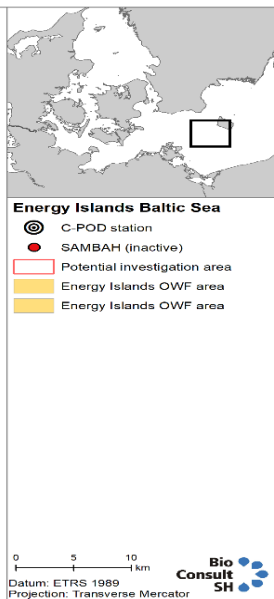 Energy Islands Baltic Sea
C-POD station
SAMBAH (inactive)
Potential investigation area
Energy Islands OWF area
Energy Islands OWF area
0 5 10
km
Bio
Consult
SH
Datum: ETRS 1989
Projection: Transverse Mercator